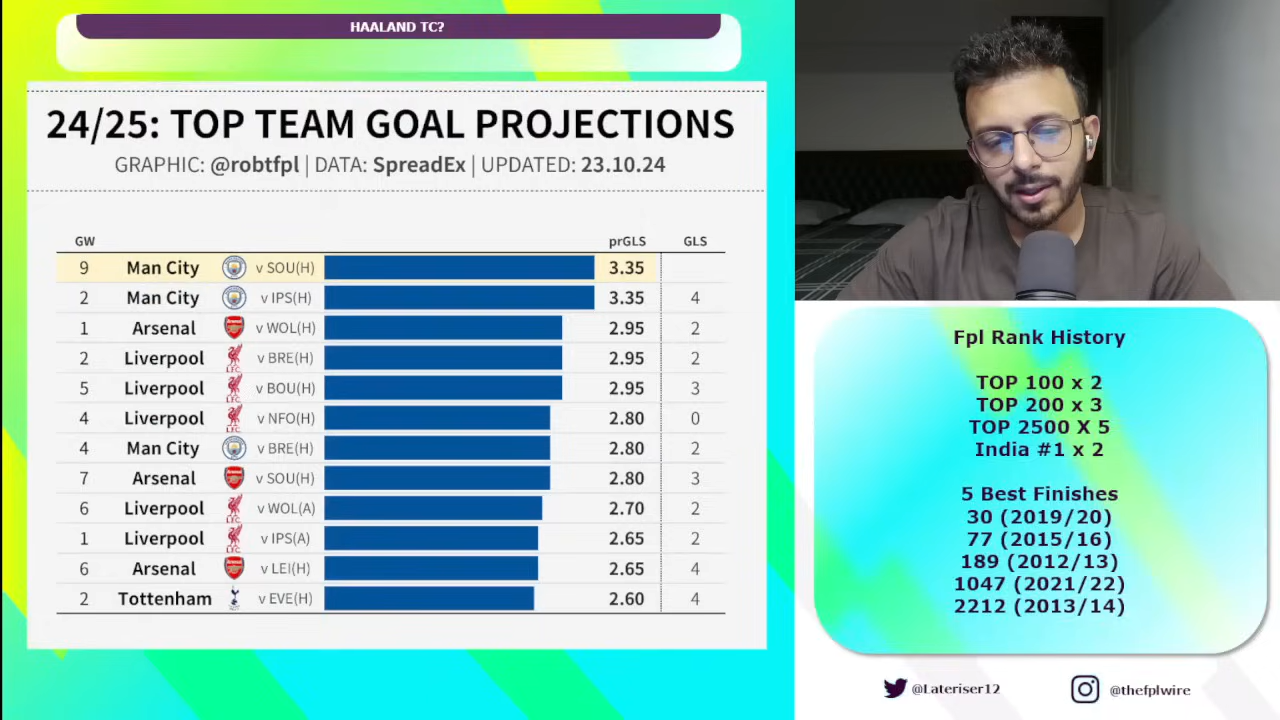 HAALAND TC?
24/25: TOP TEAM GOAL PROJECTIONS
GRAPHIC: @robtfpl | DATA: SpreadEx | UPDATED: 23.10.24
GW prGLS GLS
9 Man City v SOU(H) 3.35
2 Man City v IPS(H) 3.35 4
1 Arsenal v WOL(H) 2.95 2
2 Liverpool v BRE(H) 2.95 2
5 Liverpool v BOU(H) 2.95 3
4 Liverpool v NFO(H) 2.80 0
4 Man City v BRE(H) 2.80 2
7 Arsenal v SOU(H) 2.80 3
6 Liverpool v WOL(A) 2.70 2
1 Liverpool v IPS(A) 2.65 2
6 Arsenal v LEI(H) 2.65 4
2 Tottenham v EVE(H) 2.60 4
Fpl Rank History
TOP 100 x 2
TOP 200 x 3
TOP 2500 X 5
India #1 x 2
5 Best Finishes
30 (2019/20)
77 (2015/16)
189 (2012/13)
1047 (2021/22)
2212 (2013/14)
@Lateriser12
@thefplwire